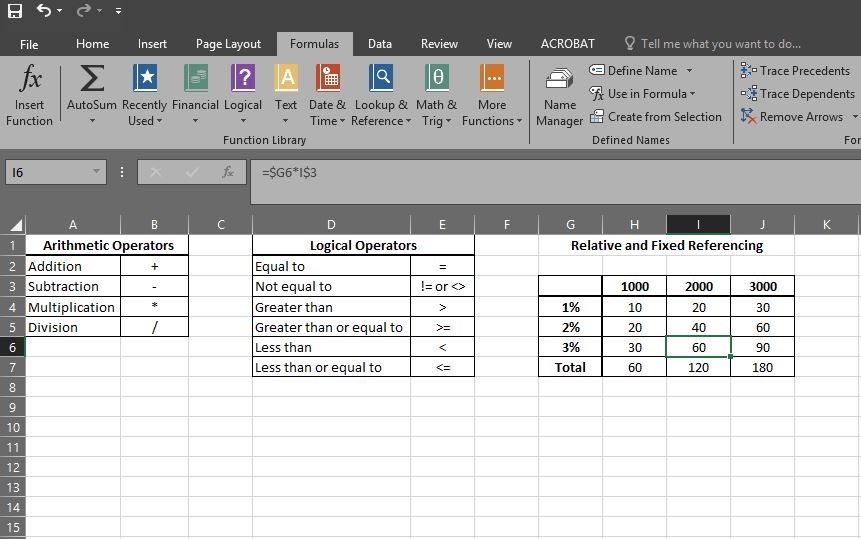 File Home Insert Page Layout Formulas Data Review View ACROBAT Tell me what you want to do...
fx Σ ? A θ ...
Insert Function
AutoSum
Recently Used
Financial
Logical
Text
Date & Time
Lookup & Reference
Math & Trig
More Functions
Function Library
Name Manager
Define Name
Use in Formula
Create from Selection
Defined Names
Trace Precedents
Trace Dependents
Remove Arrows
For
I6 fx =$G6*I$3
A B C D E F G H I J K
1 Arithmetic Operators Logical Operators Relative and Fixed Referencing
2 Addition + Equal to =
3 Subtraction - Not equal to != or <> 1000 2000 3000
4 Multiplication * Greater than > 1% 10 20 30
5 Division / Greater than or equal to >= 2% 20 40 60
6 Less than < 3% 30 60 90
7 Less than or equal to <= Total 60 120 180
8
9
10
11
12
13
14
15